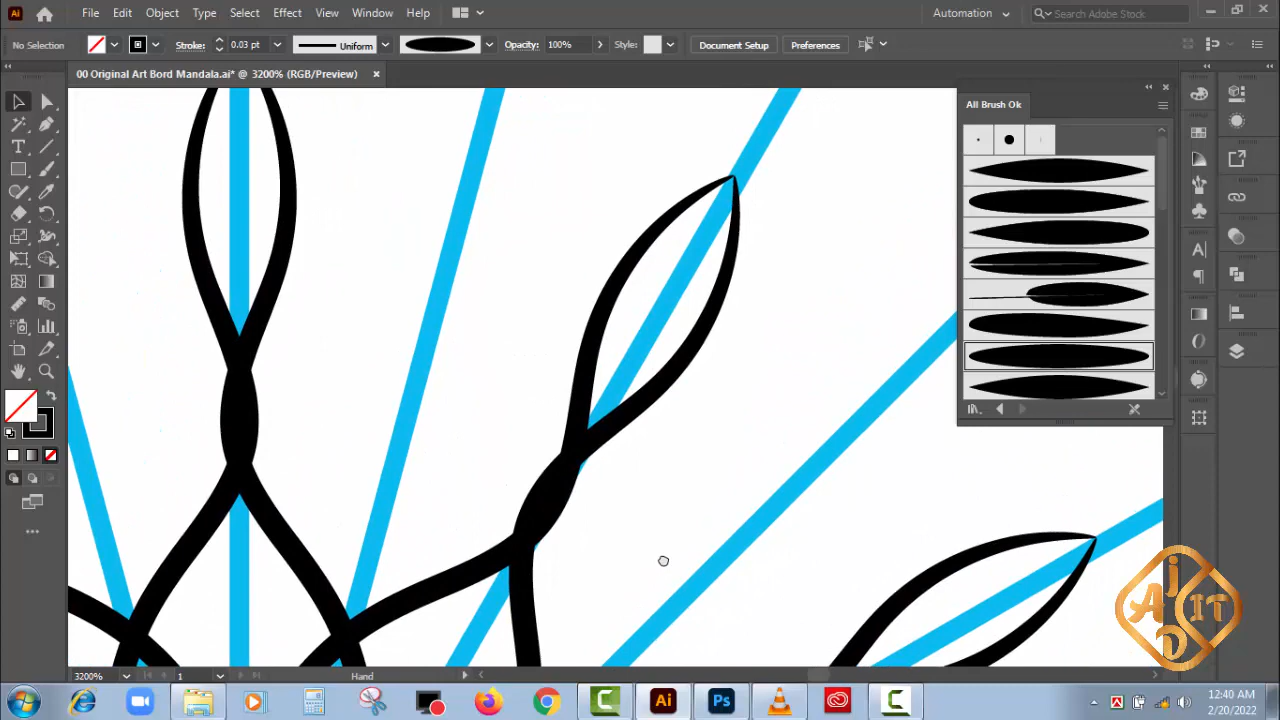 Ai File Edit Object Type Select Effect View Window Help Automation Search Adobe Stock
No Selection Stroke: 0.03 pt Uniform Opacity: 100% Style: Document Setup Preferences
00 Original Art Bord Mandala.ai* @ 3200% (RGB/Preview)
All Brush Ok
3200% 1 Hand
A j IT D
Ai Ps
12:40 AM
2/20/2022